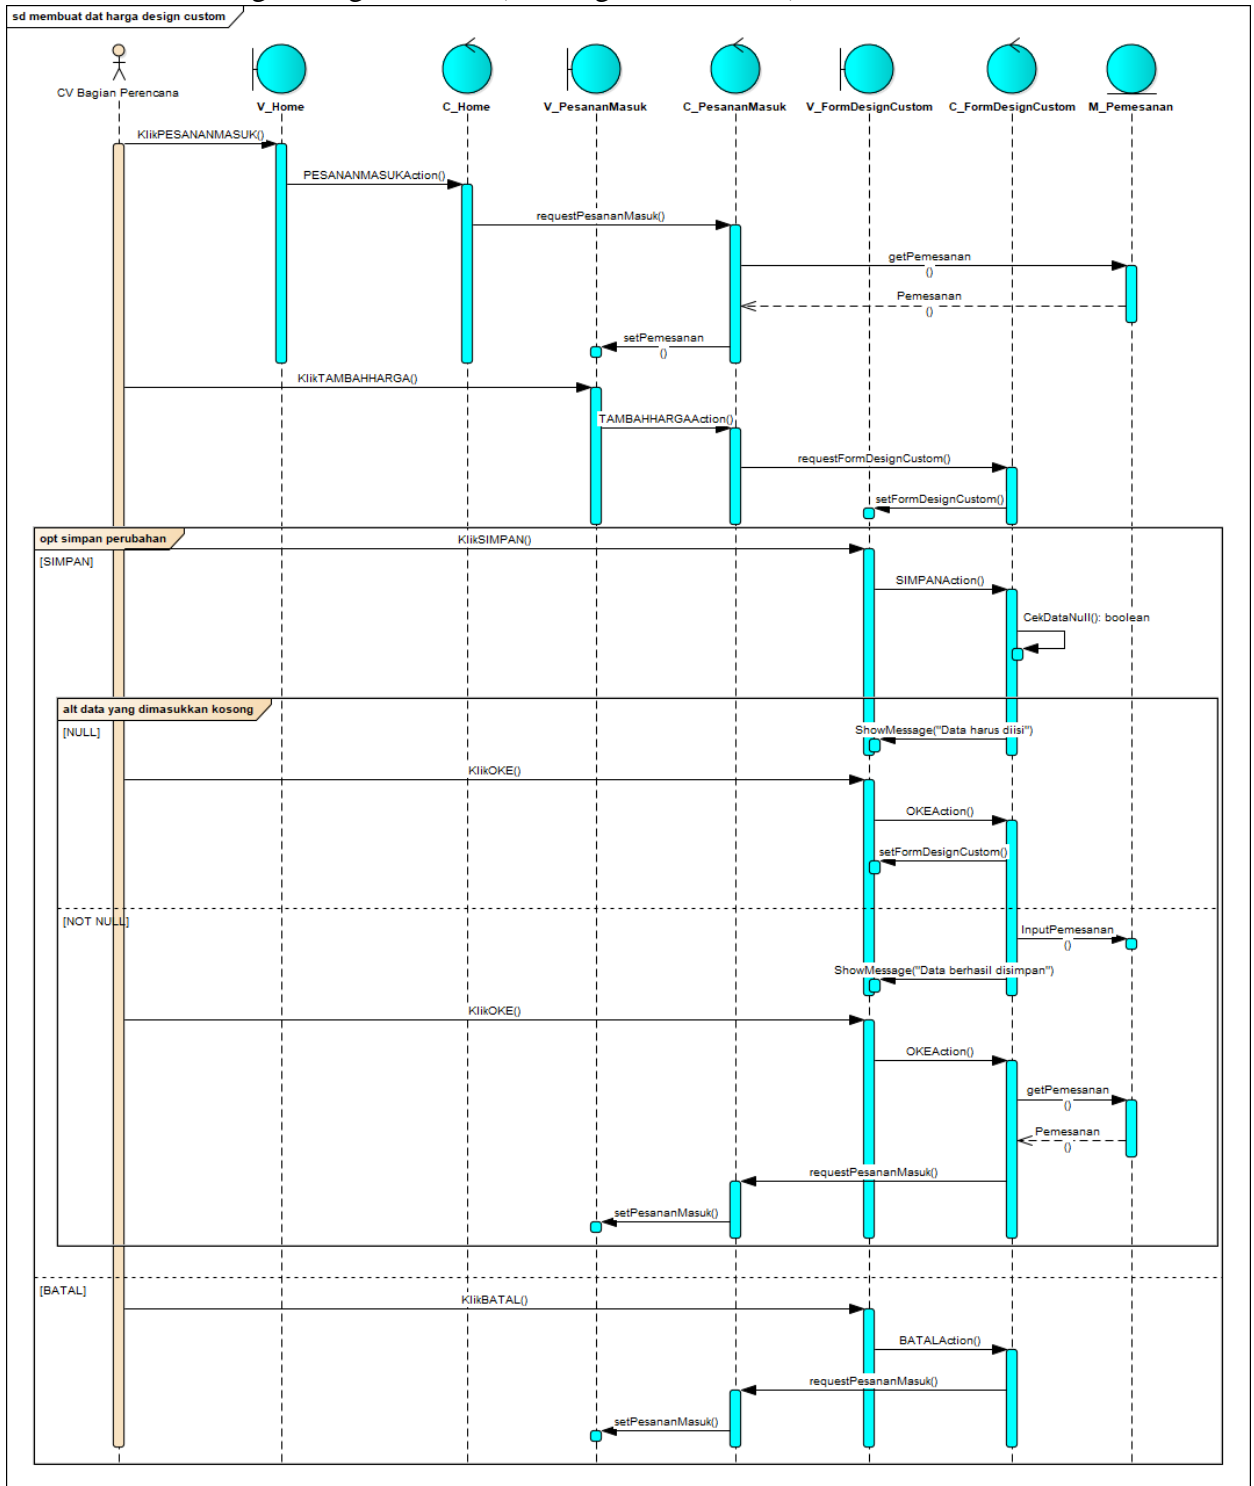 sd membuat dat harga design custom
CV Bagian Perencana
V_Home
C_Home
V_PesananMasuk
C_PesananMasuk
V_FormDesignCustom
C_FormDesignCustom
M_Pemesanan
KlikPESANANMASUK()
PESANANMASUKAction()
requestPesananMasuk()
getPemesanan
()
Pemesanan
()
setPemesanan
()
KlikTAMBAHHARGA()
TAMBAHHARGAAction()
requestFormDesignCustom()
setFormDesignCustom()
opt simpan perubahan
KlikSIMPAN()
[SIMPAN]
SIMPANAction()
CekDataNull(): boolean
alt data yang dimasukkan kosong
[NULL]
ShowMessage("Data harus diisi")
KlikOKE()
OKEAction()
setFormDesignCustom()
[NOT NULL]
InputPemesanan
()
ShowMessage("Data berhasil disimpan")
KlikOKE()
OKEAction()
getPemesanan
()
Pemesanan
()
requestPesananMasuk()
setPesananMasuk()
[BATAL]
KlikBATAL()
BATALAction()
requestPesananMasuk()
setPesananMasuk()